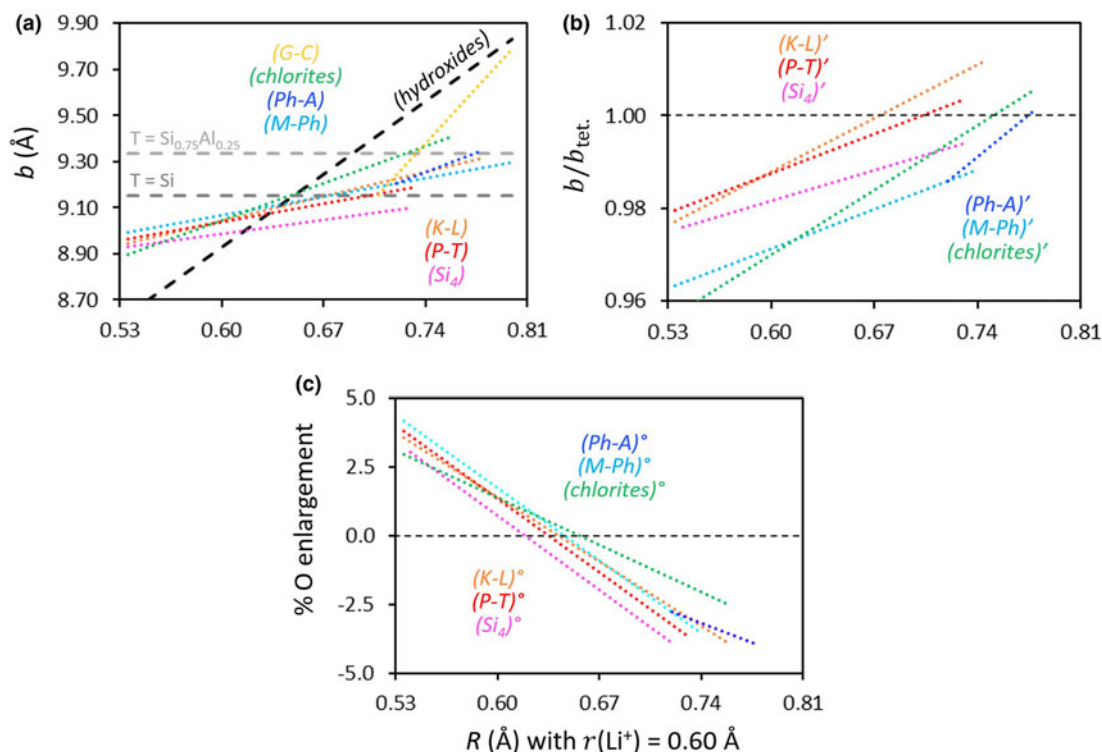 (a)
9.90
9.70
9.50
9.30
9.10
8.90
8.70
b (Å)
(G-C)
(chlorites)
(Ph-A)
(M-Ph)
(hydroxides)
T = Si0.75Al0.25
T = Si
(K-L)
(P-T)
(Si4)
0.53 0.60 0.67 0.74 0.81
(b)
1.02
1.00
0.98
0.96
b/btet.
(K-L)′
(P-T)′
(Si4)′
(Ph-A)′
(M-Ph)′
(chlorites)′
0.53 0.60 0.67 0.74 0.81
(c)
5.0
2.5
0.0
-2.5
-5.0
% O enlargement
(Ph-A)°
(M-Ph)°
(chlorites)°
(K-L)°
(P-T)°
(Si4)°
0.53 0.60 0.67 0.74 0.81
R (Å) with r(Li⁺) = 0.60 Å